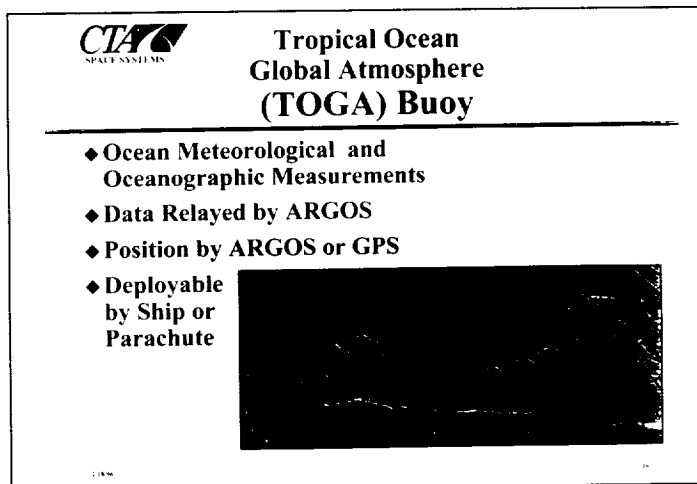 CTA
SPACE SYSTEMS
Tropical Ocean
Global Atmosphere
(TOGA) Buoy
◆ Ocean Meteorological and
Oceanographic Measurements
◆ Data Relayed by ARGOS
◆ Position by ARGOS or GPS
◆ Deployable
by Ship or
Parachute